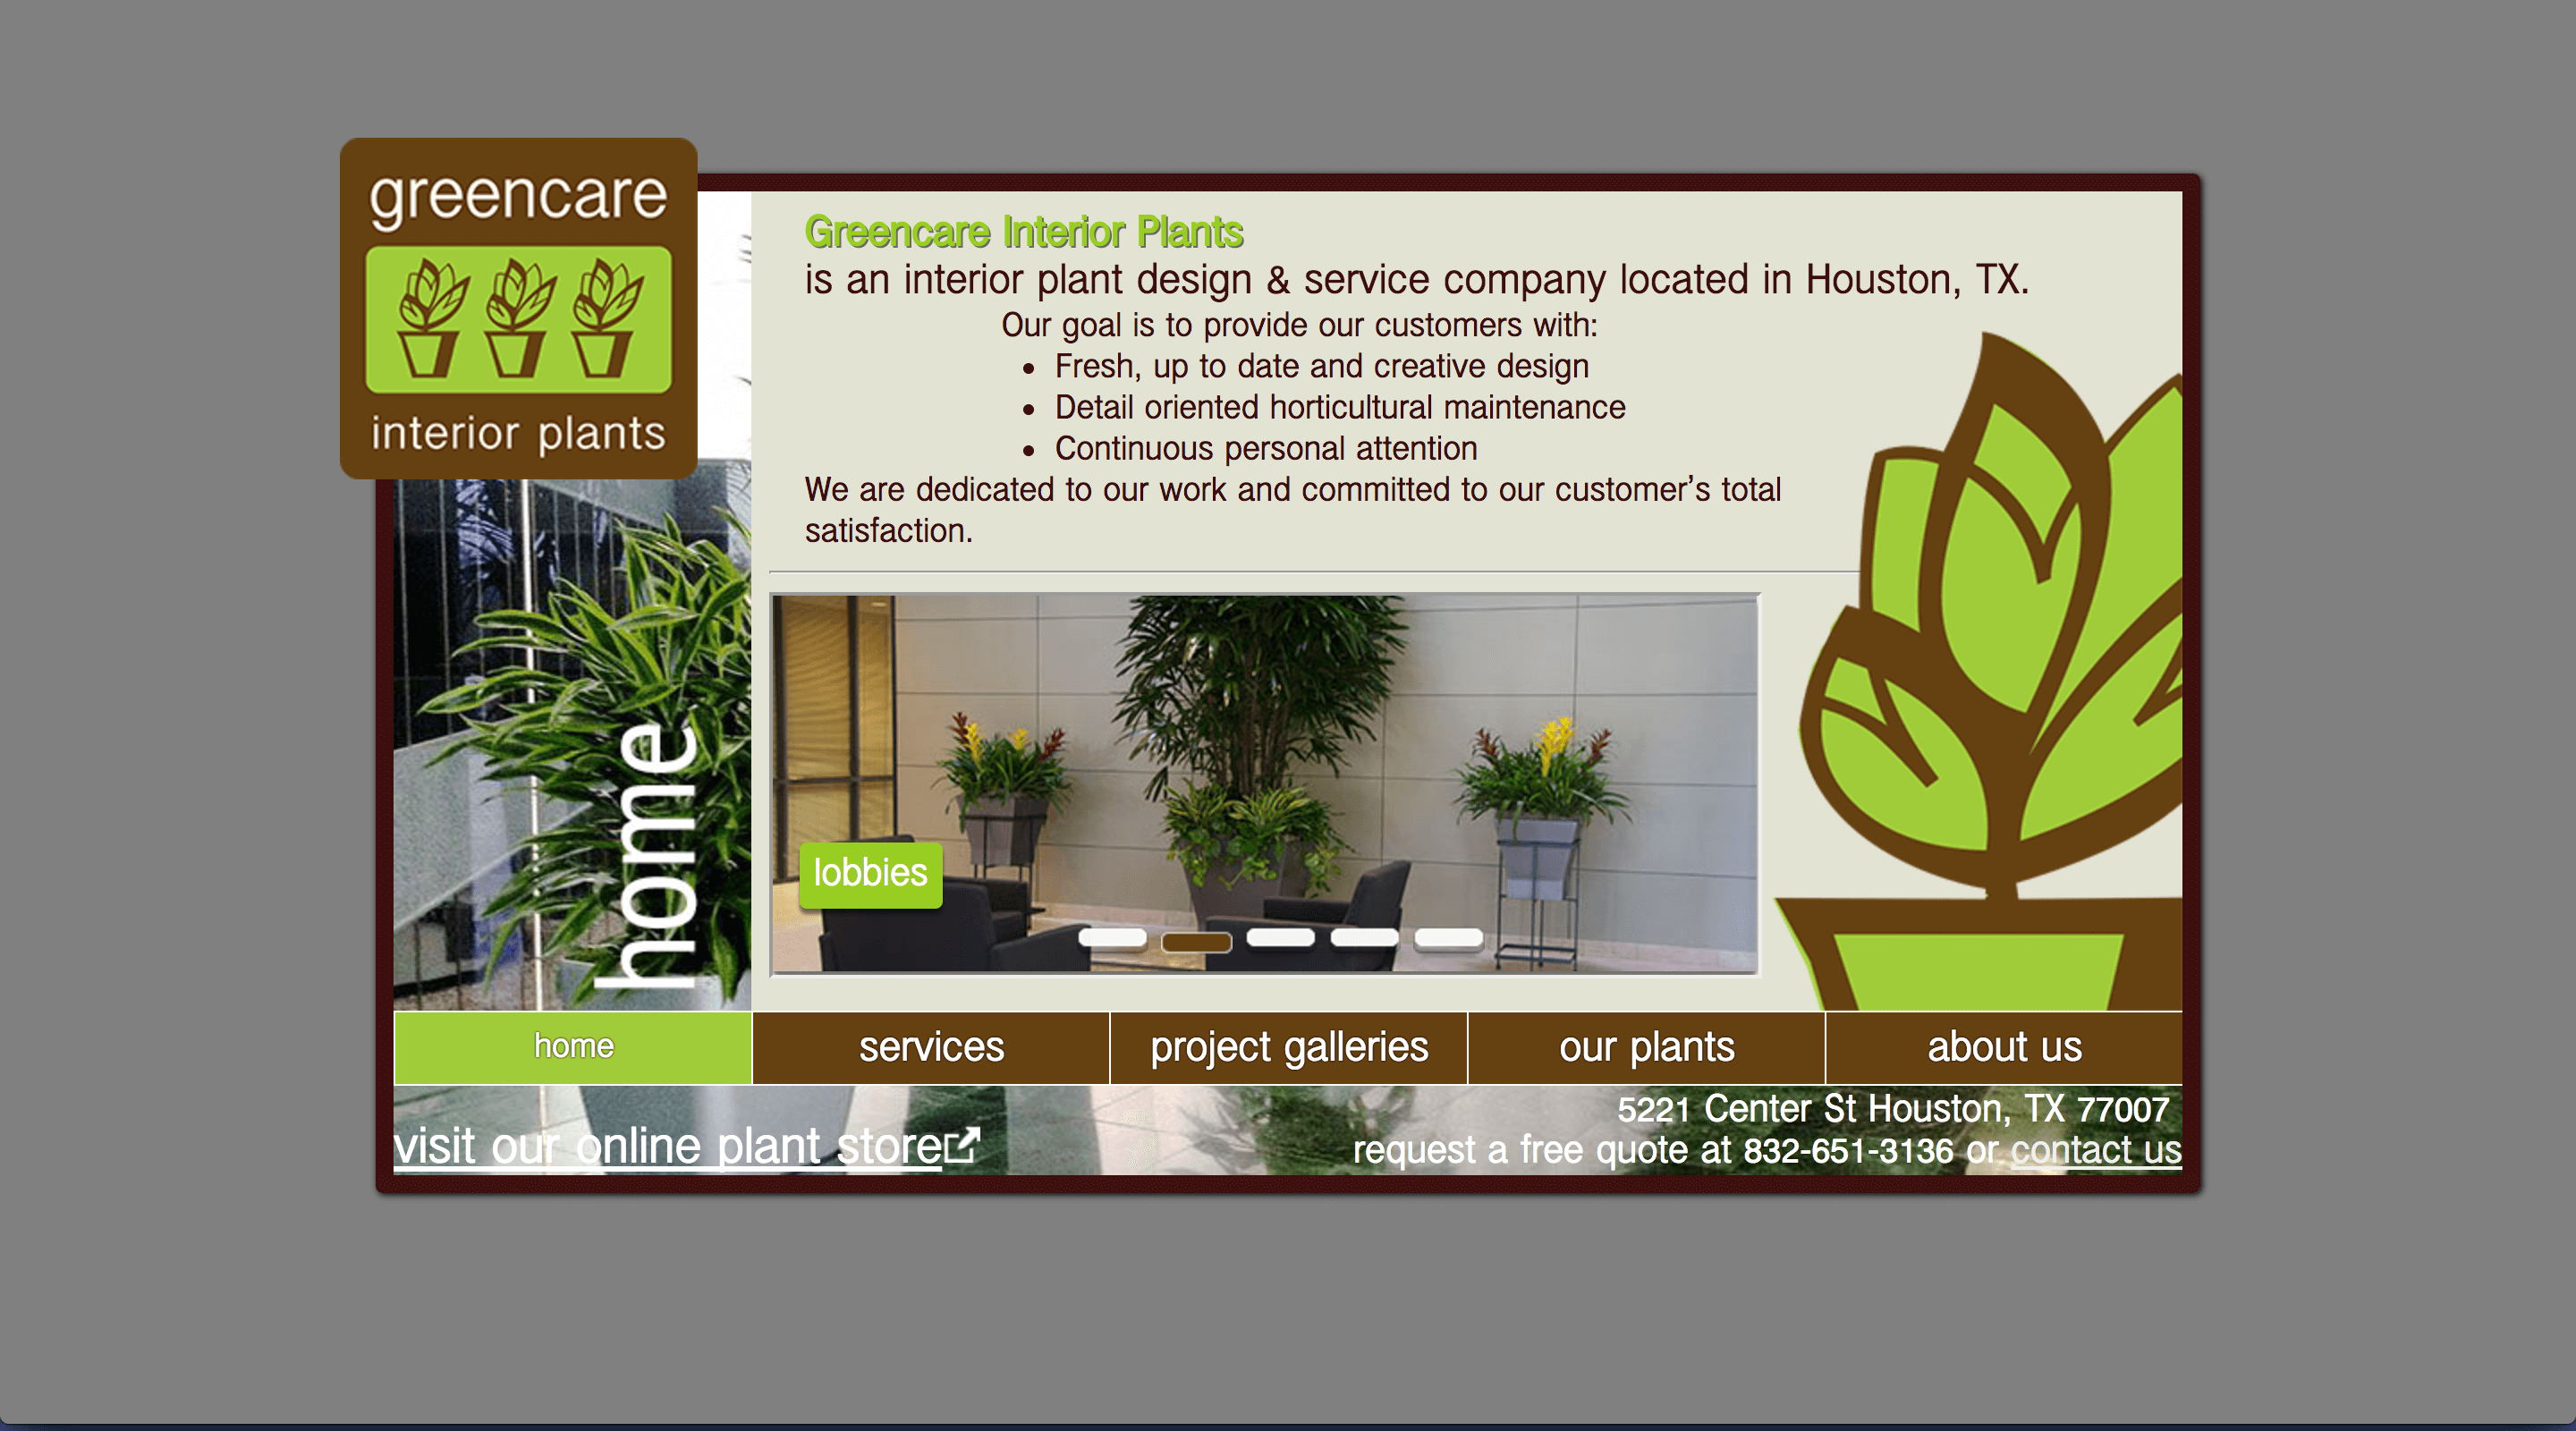 greencare
interior plants
Greencare Interior Plants
is an interior plant design & service company located in Houston, TX.
Our goal is to provide our customers with:
• Fresh, up to date and creative design
• Detail oriented horticultural maintenance
• Continuous personal attention
We are dedicated to our work and committed to our customer’s total
satisfaction.
home
lobbies
home
services
project galleries
our plants
about us
visit our online plant store
5221 Center St Houston, TX 77007
request a free quote at 832-651-3136 or contact us